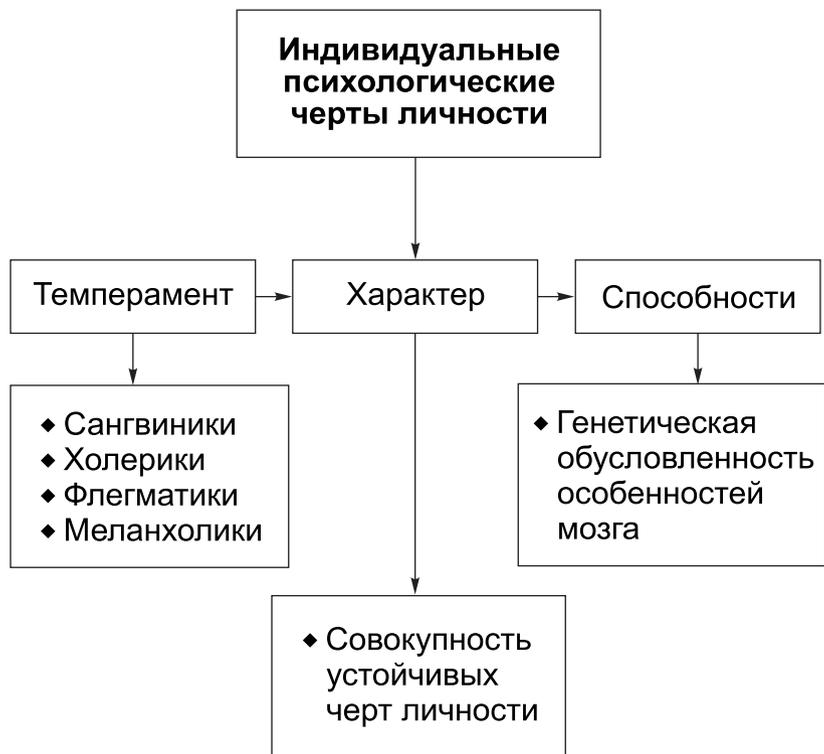 Индивидуальные
психологические
черты личности
Темперамент
Характер
Способности
◆ Сангвиники
◆ Холерики
◆ Флегматики
◆ Меланхолики
◆ Генетическая
обусловленность
особенностей
мозга
◆ Совокупность
устойчивых
черт личности